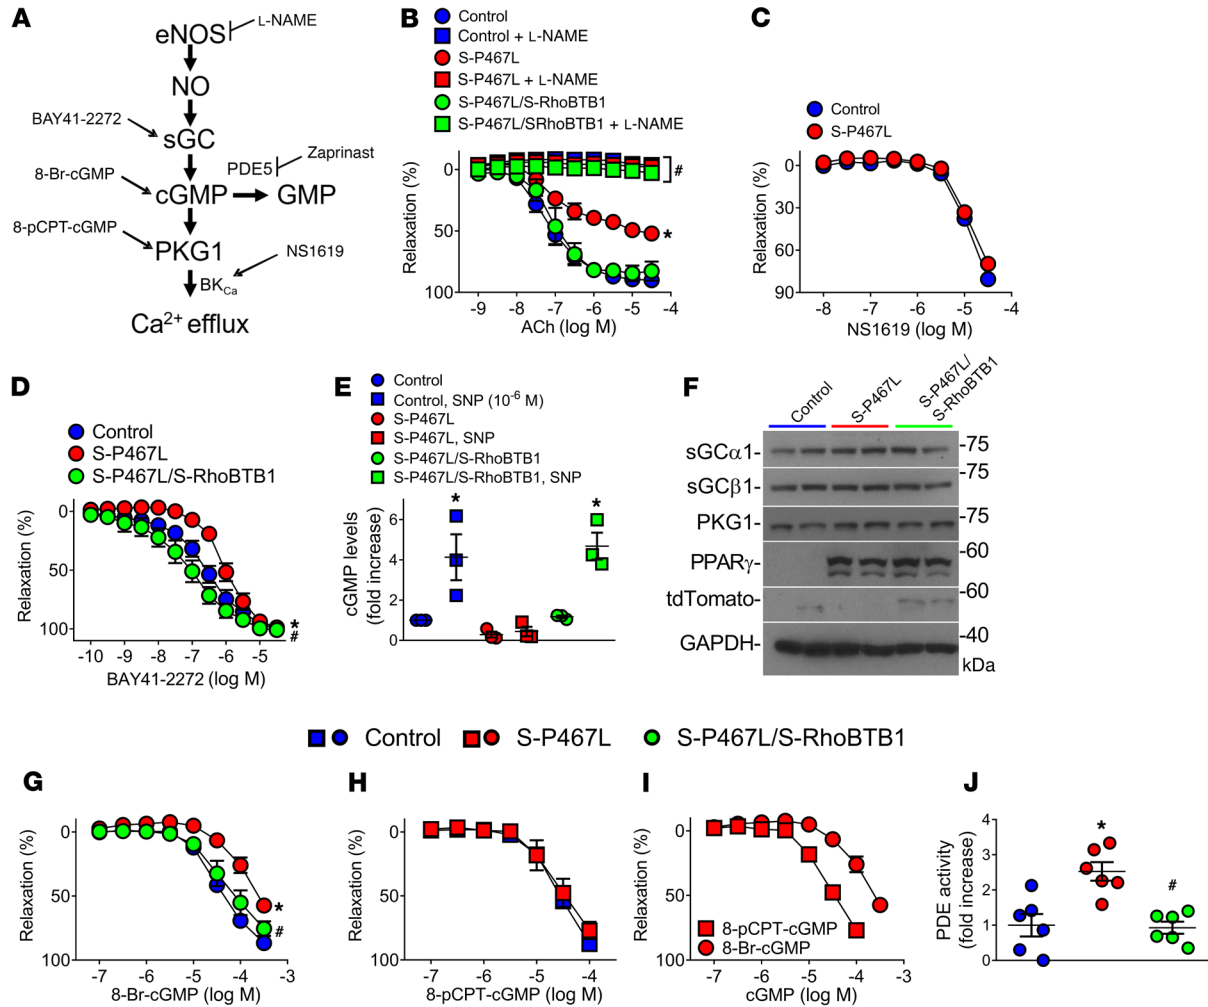 A
eNOS
L-NAME
NO
BAY41-2272
sGC
PDE5
Zaprinast
8-Br-cGMP
cGMP
GMP
8-pCPT-cGMP
PKG1
NS1619
BKCa
Ca2+ efflux
B
Control
Control + L-NAME
S-P467L
S-P467L + L-NAME
S-P467L/S-RhoBTB1
S-P467L/SRhoBTB1 + L-NAME
Relaxation (%)
0
50
100
#
*
-9 -8 -7 -6 -5 -4
ACh (log M)
C
Control
S-P467L
Relaxation (%)
0
30
60
90
-8 -7 -6 -5 -4
NS1619 (log M)
D
Control
S-P467L
S-P467L/S-RhoBTB1
Relaxation (%)
0
50
100
*
#
-10 -9 -8 -7 -6 -5
BAY41-2272 (log M)
E
Control
Control, SNP (10-6 M)
S-P467L
S-P467L, SNP
S-P467L/S-RhoBTB1
S-P467L/S-RhoBTB1, SNP
cGMP levels
(fold increase)
6
4
2
0
*
*
F
Control
S-P467L
S-P467L/
S-RhoBTB1
sGCα1-
-75
-75
sGCβ1-
PKG1-
-75
PPARγ-
-60
tdTomato-
-60
GAPDH-
-40
kDa
Control
S-P467L
S-P467L/S-RhoBTB1
G
Relaxation (%)
0
50
100
*
#
-7 -6 -5 -4 -3
8-Br-cGMP (log M)
H
Relaxation (%)
0
50
100
-7 -6 -5 -4
8-pCPT-cGMP (log M)
I
Relaxation (%)
0
50
100
8-pCPT-cGMP
8-Br-cGMP
-7 -6 -5 -4 -3
cGMP (log M)
J
PDE activity
(fold increase)
4
3
2
1
0
*
#